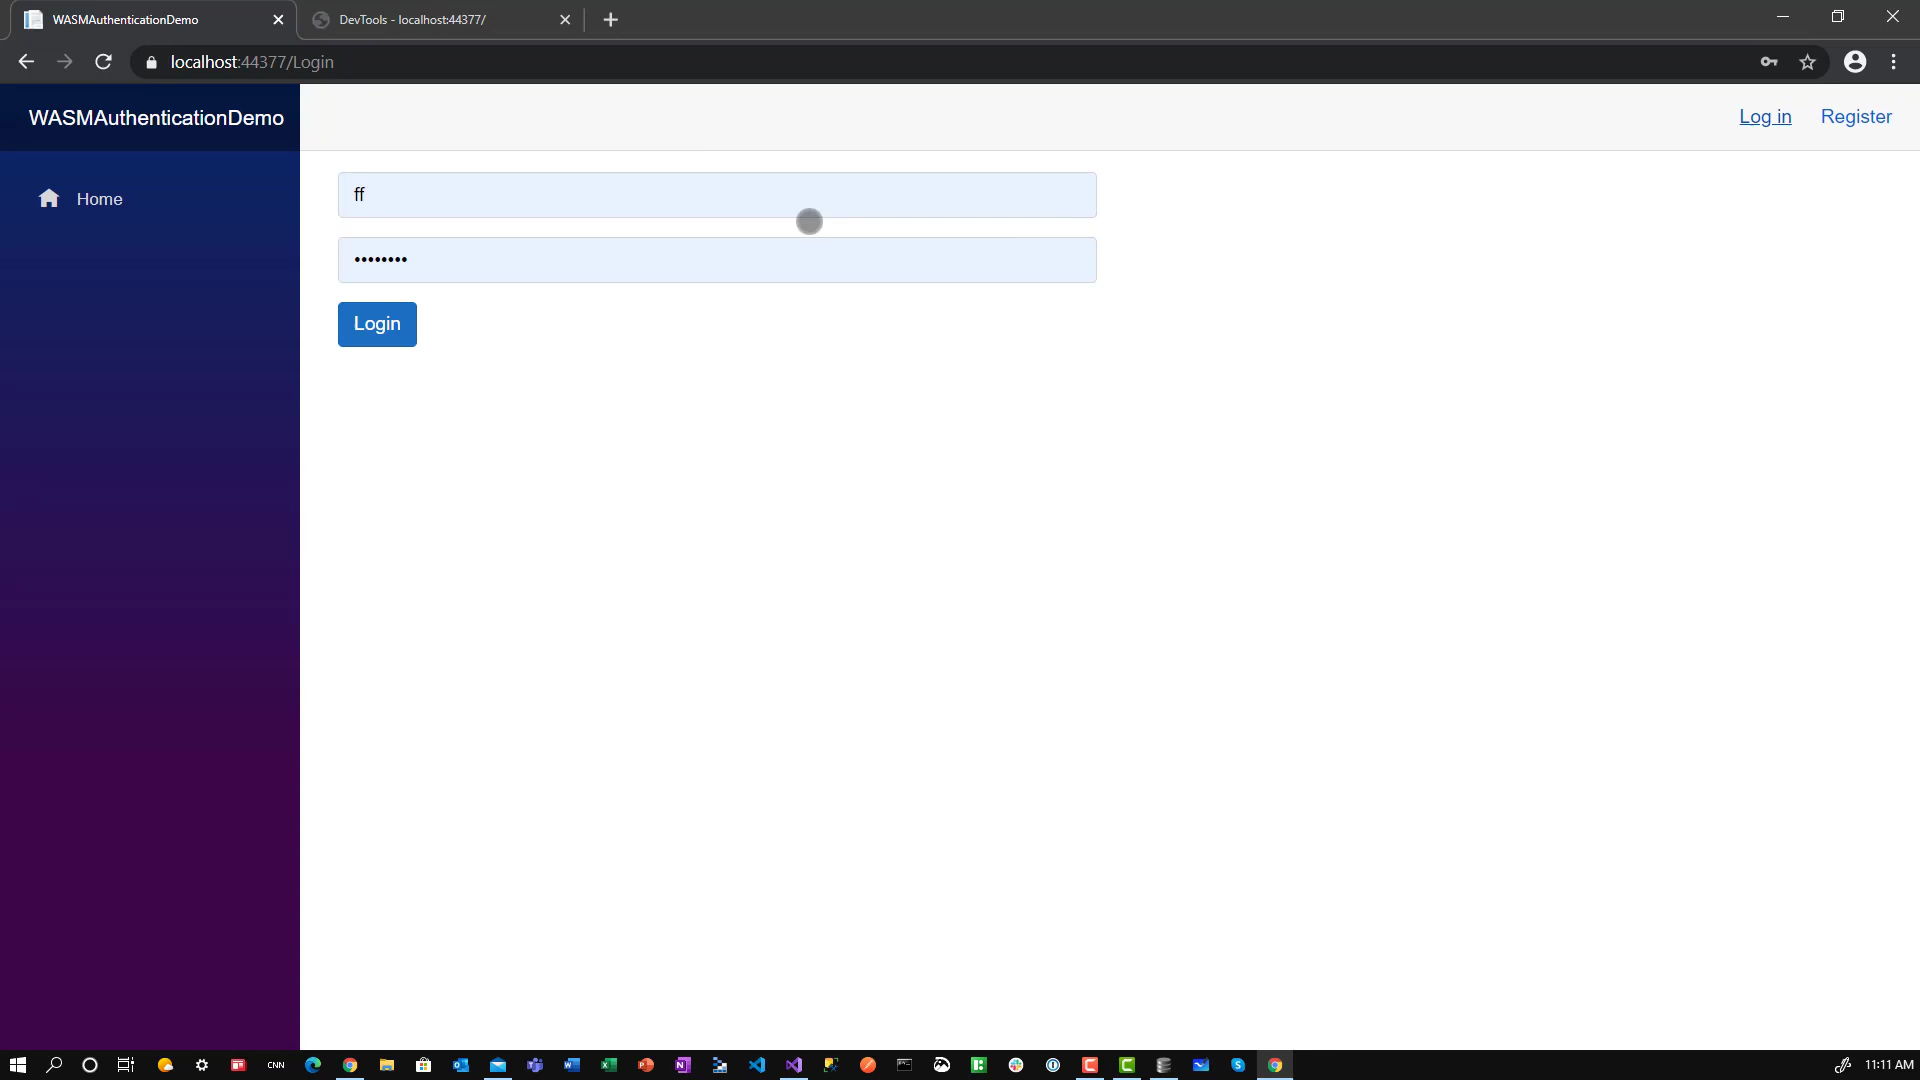 WASMAuthenticationDemo
DevTools - localhost:44377/
localhost:44377/Login
WASMAuthenticationDemo
Log in
Register
Home
ff
••••••••
Login
CNN
11:11 AM